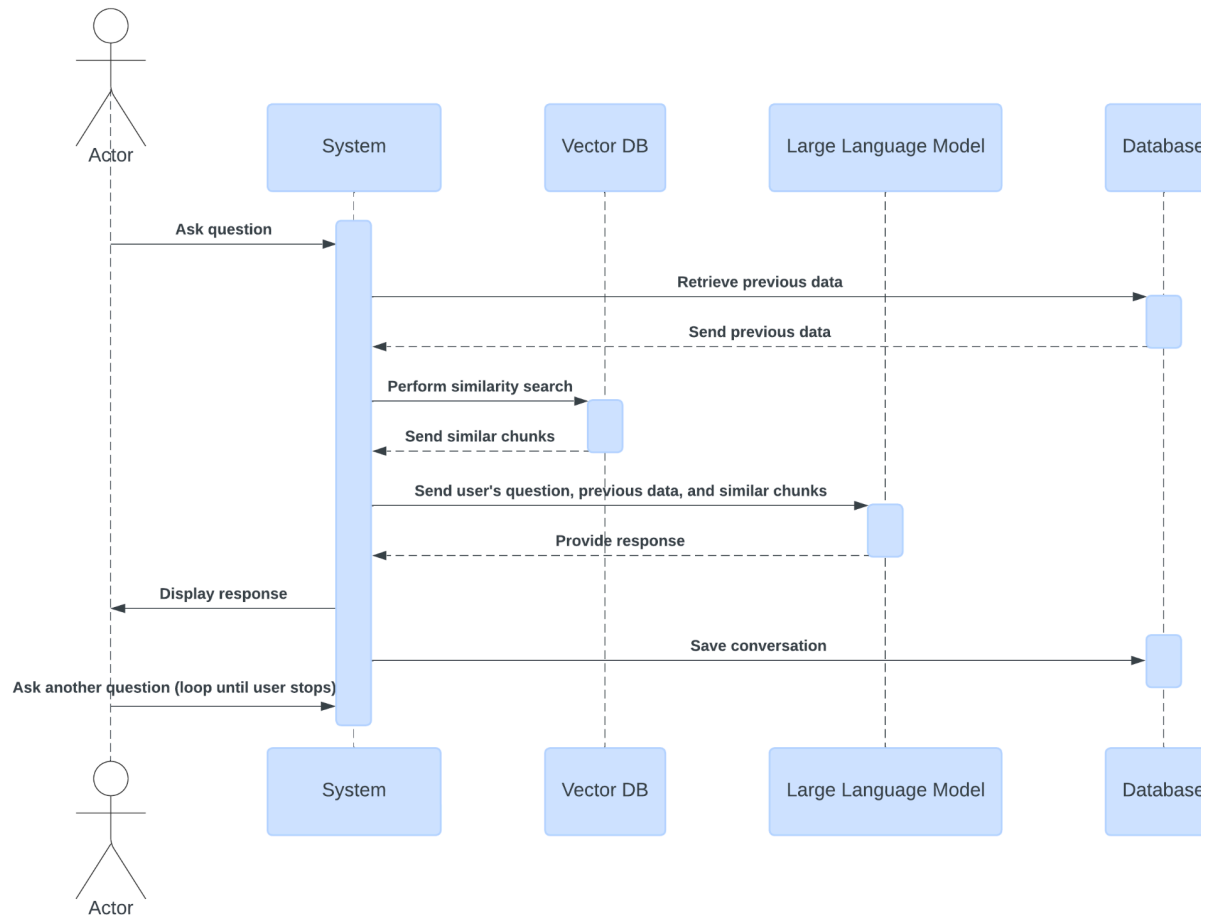 Actor
System
Vector DB
Large Language Model
Database
Ask question
Retrieve previous data
Send previous data
Perform similarity search
Send similar chunks
Send user's question, previous data, and similar chunks
Provide response
Display response
Save conversation
Ask another question (loop until user stops)
System
Vector DB
Large Language Model
Database
Actor